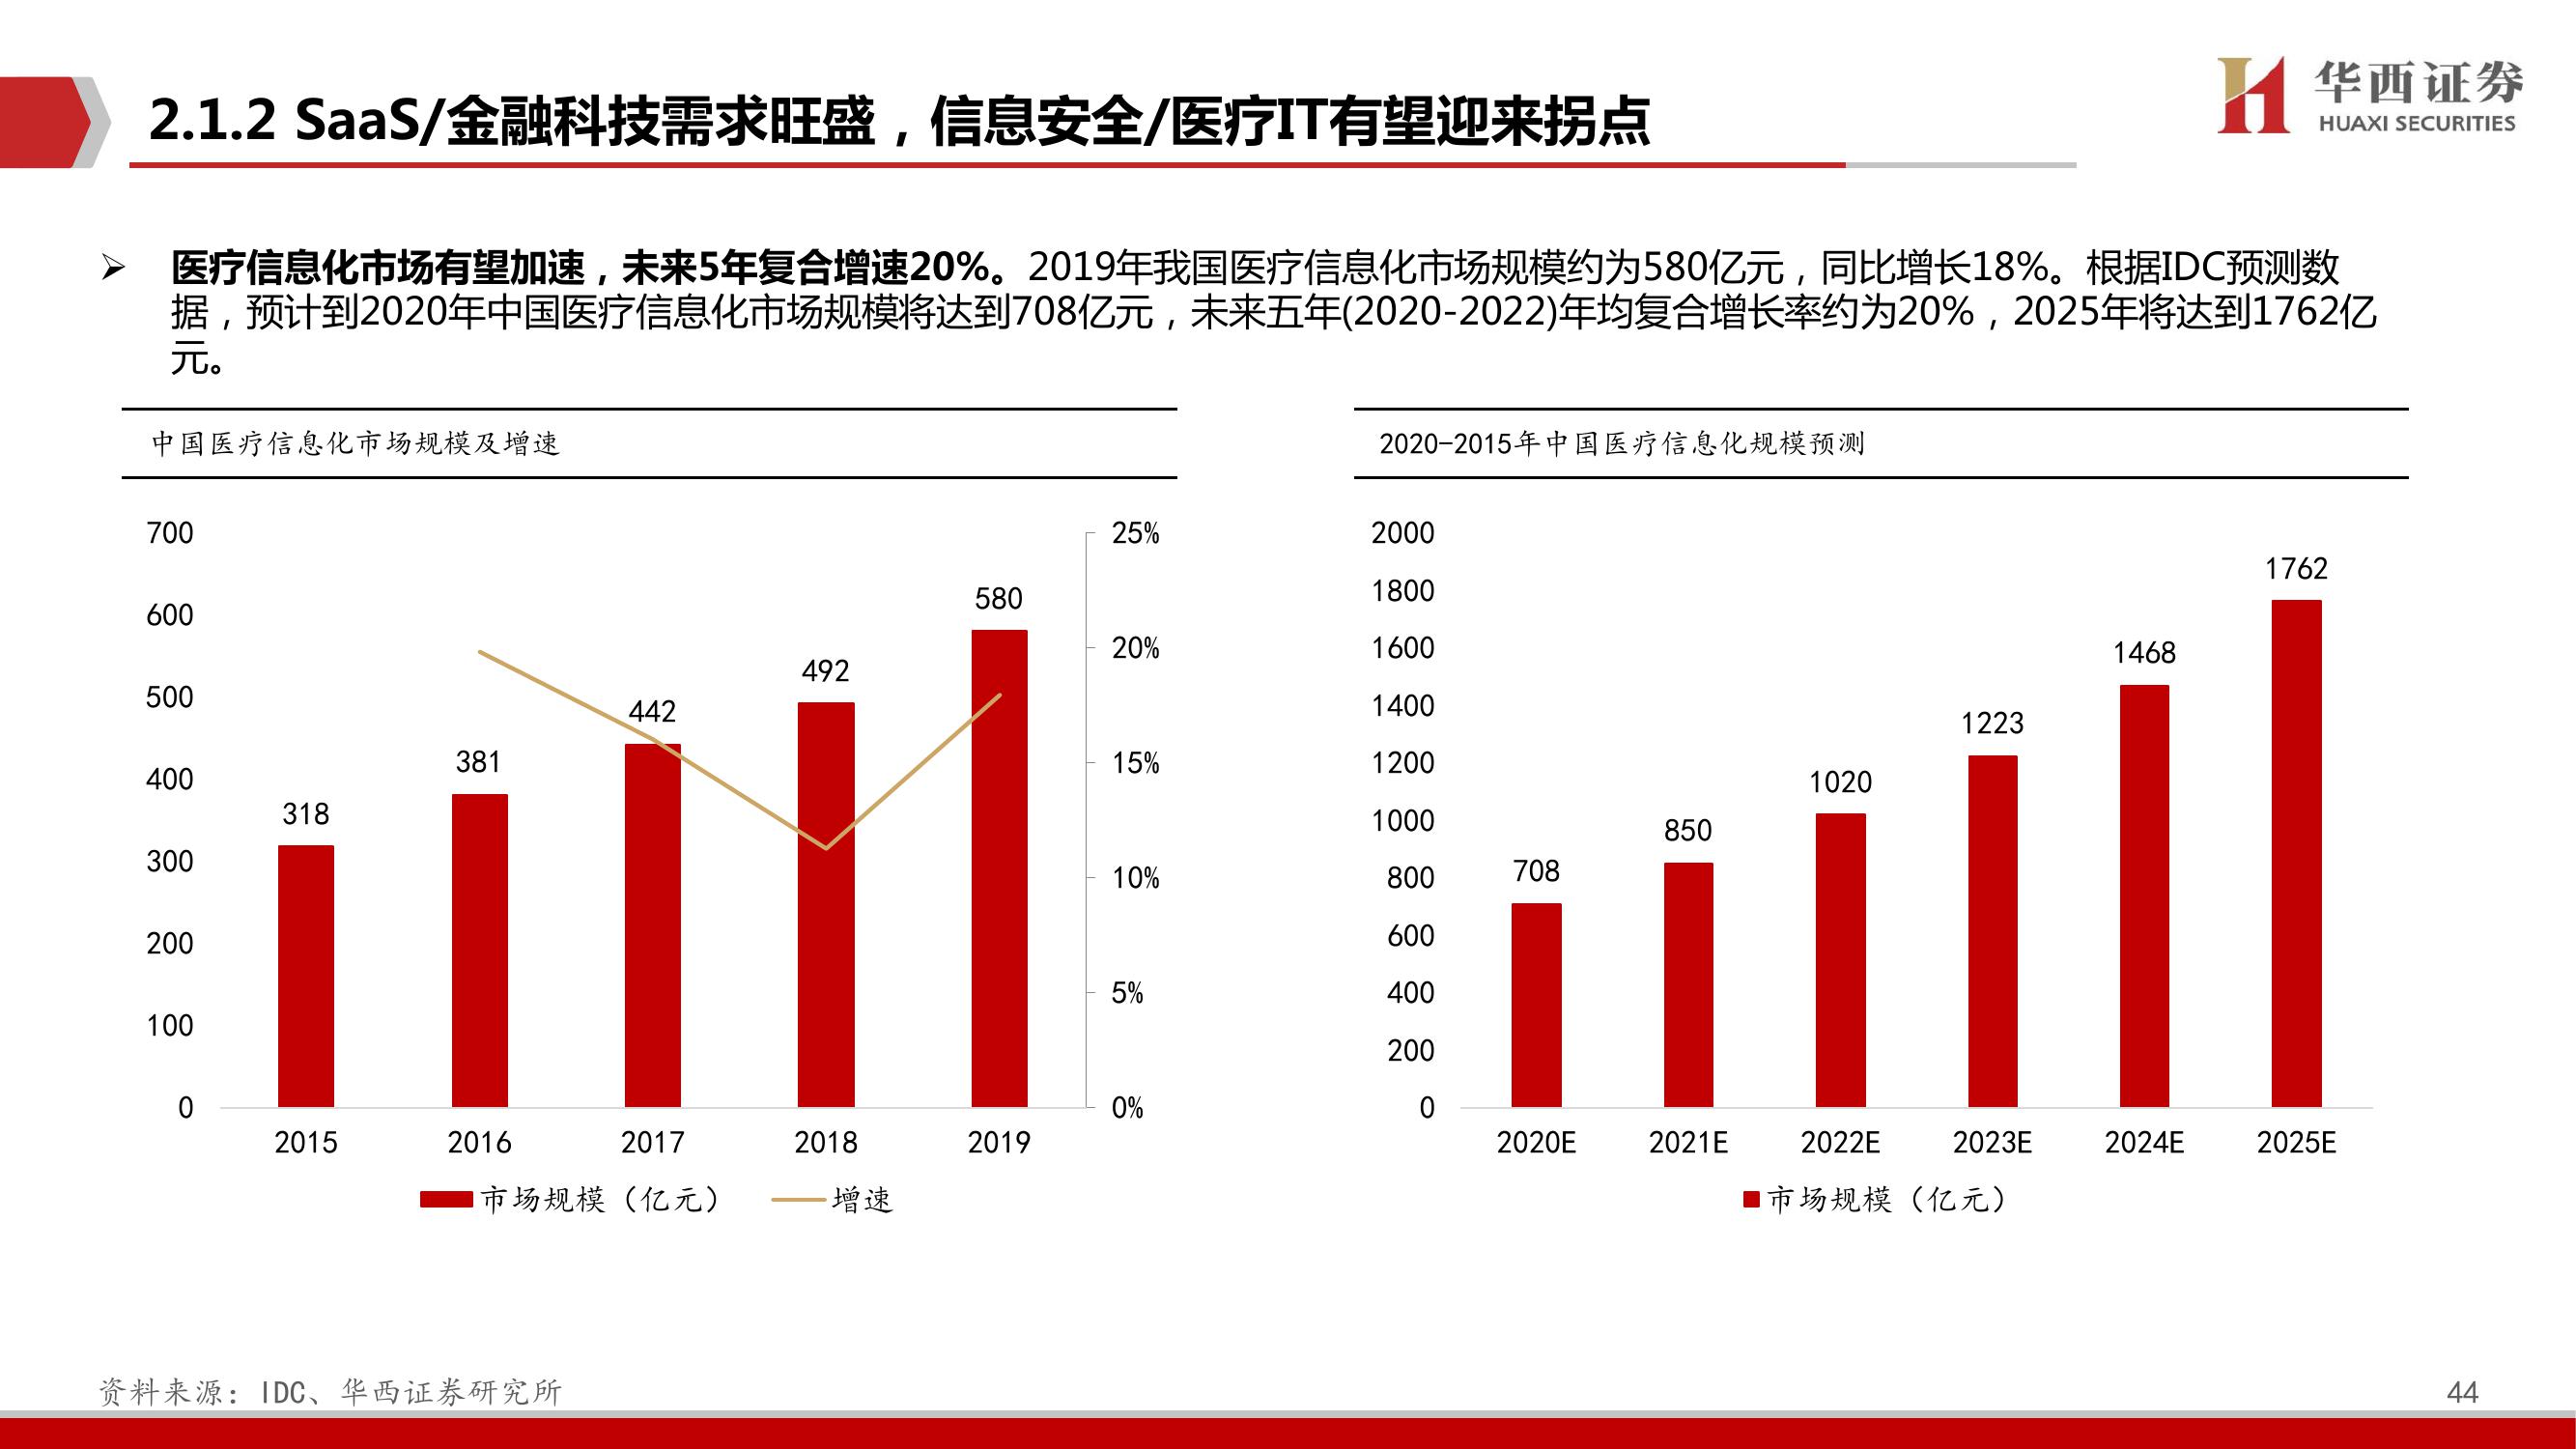 2.1.2 SaaS/金融科技需求旺盛，信息安全/医疗IT有望迎来拐点
华西证券
HUAXI SECURITIES
医疗信息化市场有望加速，未来5年复合增速20%。2019年我国医疗信息化市场规模约为580亿元，同比增长18%。根据IDC预测数
据，预计到2020年中国医疗信息化市场规模将达到708亿元，未来五年(2020-2022)年均复合增长率约为20%，2025年将达到1762亿
元。
中国医疗信息化市场规模及增速
700
600
500
400
300
200
100
0
318
381
442
492
580
25%
20%
15%
10%
5%
0%
2015 2016 2017 2018 2019
市场规模（亿元） 增速
2020-2015年中国医疗信息化规模预测
2000
1800
1600
1400
1200
1000
800
600
400
200
0
708
850
1020
1223
1468
1762
2020E 2021E 2022E 2023E 2024E 2025E
市场规模（亿元）
资料来源：IDC、华西证券研究所
44